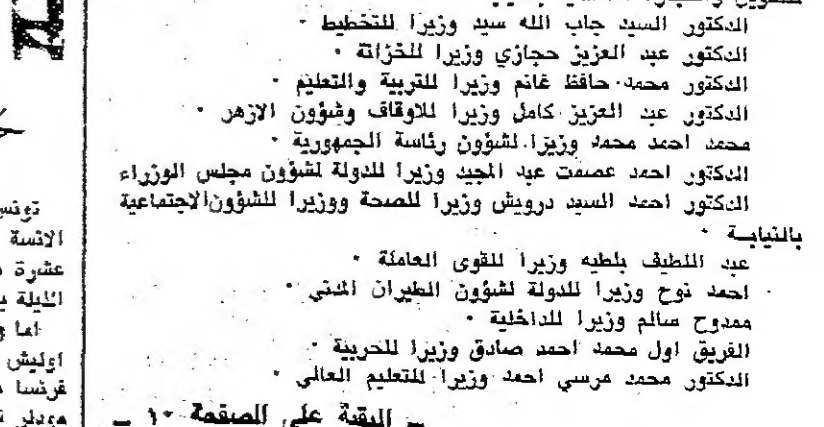 الدكتور السيد جاب الله سيد وزيرا للتخطيط ٠
الدكتور عبد العزيز حجازي وزيرا للخزانة ٠
الدكتور محمد حافظ غانم وزيرا للتربية والتعليم ٠
الدكتور عبد العزيز كامل وزيرا للاوقاف وشؤون الازهر ٠
محمد احمد محمد وزيرا لشؤون رئاسة الجمهورية ٠
الدكتور احمد عصمت عبد المجيد وزيرا للدولة لشؤون مجلس الوزراء
الدكتور احمد السيد درويش وزيرا للصحة ووزيرا للشؤون الاجتماعية
بالنيابــة ٠
عبد اللطيف بلطيه وزيرا للقوى العاملة ٠
احمد نوح وزيرا للدولة لشؤون الطيران المدني ٠
ممدوح سالم وزيرا للداخلية ٠
الفريق اول محمد احمد صادق وزيرا للحربية ٠
الدكتور محمد مرسي احمد وزيرا للتعليم العالي ٠
ــ البقية على الصفحة ١٠ ــ
تونس
الانسة
عشرة
الليلة
اما
اوليش
فرنسا